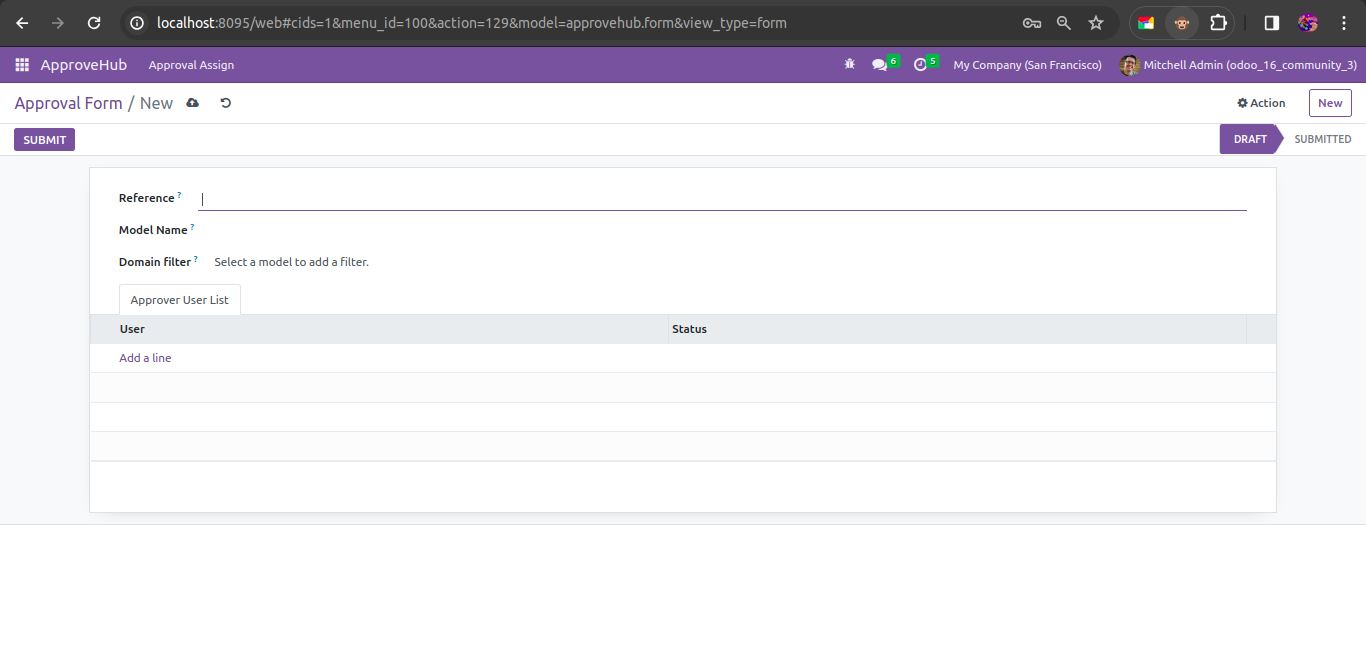 localhost:8095/web#cids=1&menu_id=100&action=129&model=approvehub.form&view_type=form
ApproveHub Approval Assign 6 5 My Company (San Francisco) Mitchell Admin (odoo_16_community_3)
Approval Form / New Action New
SUBMIT DRAFT SUBMITTED
Reference ?
Model Name ?
Domain filter ? Select a model to add a filter.
Approver User List
User Status
Add a line